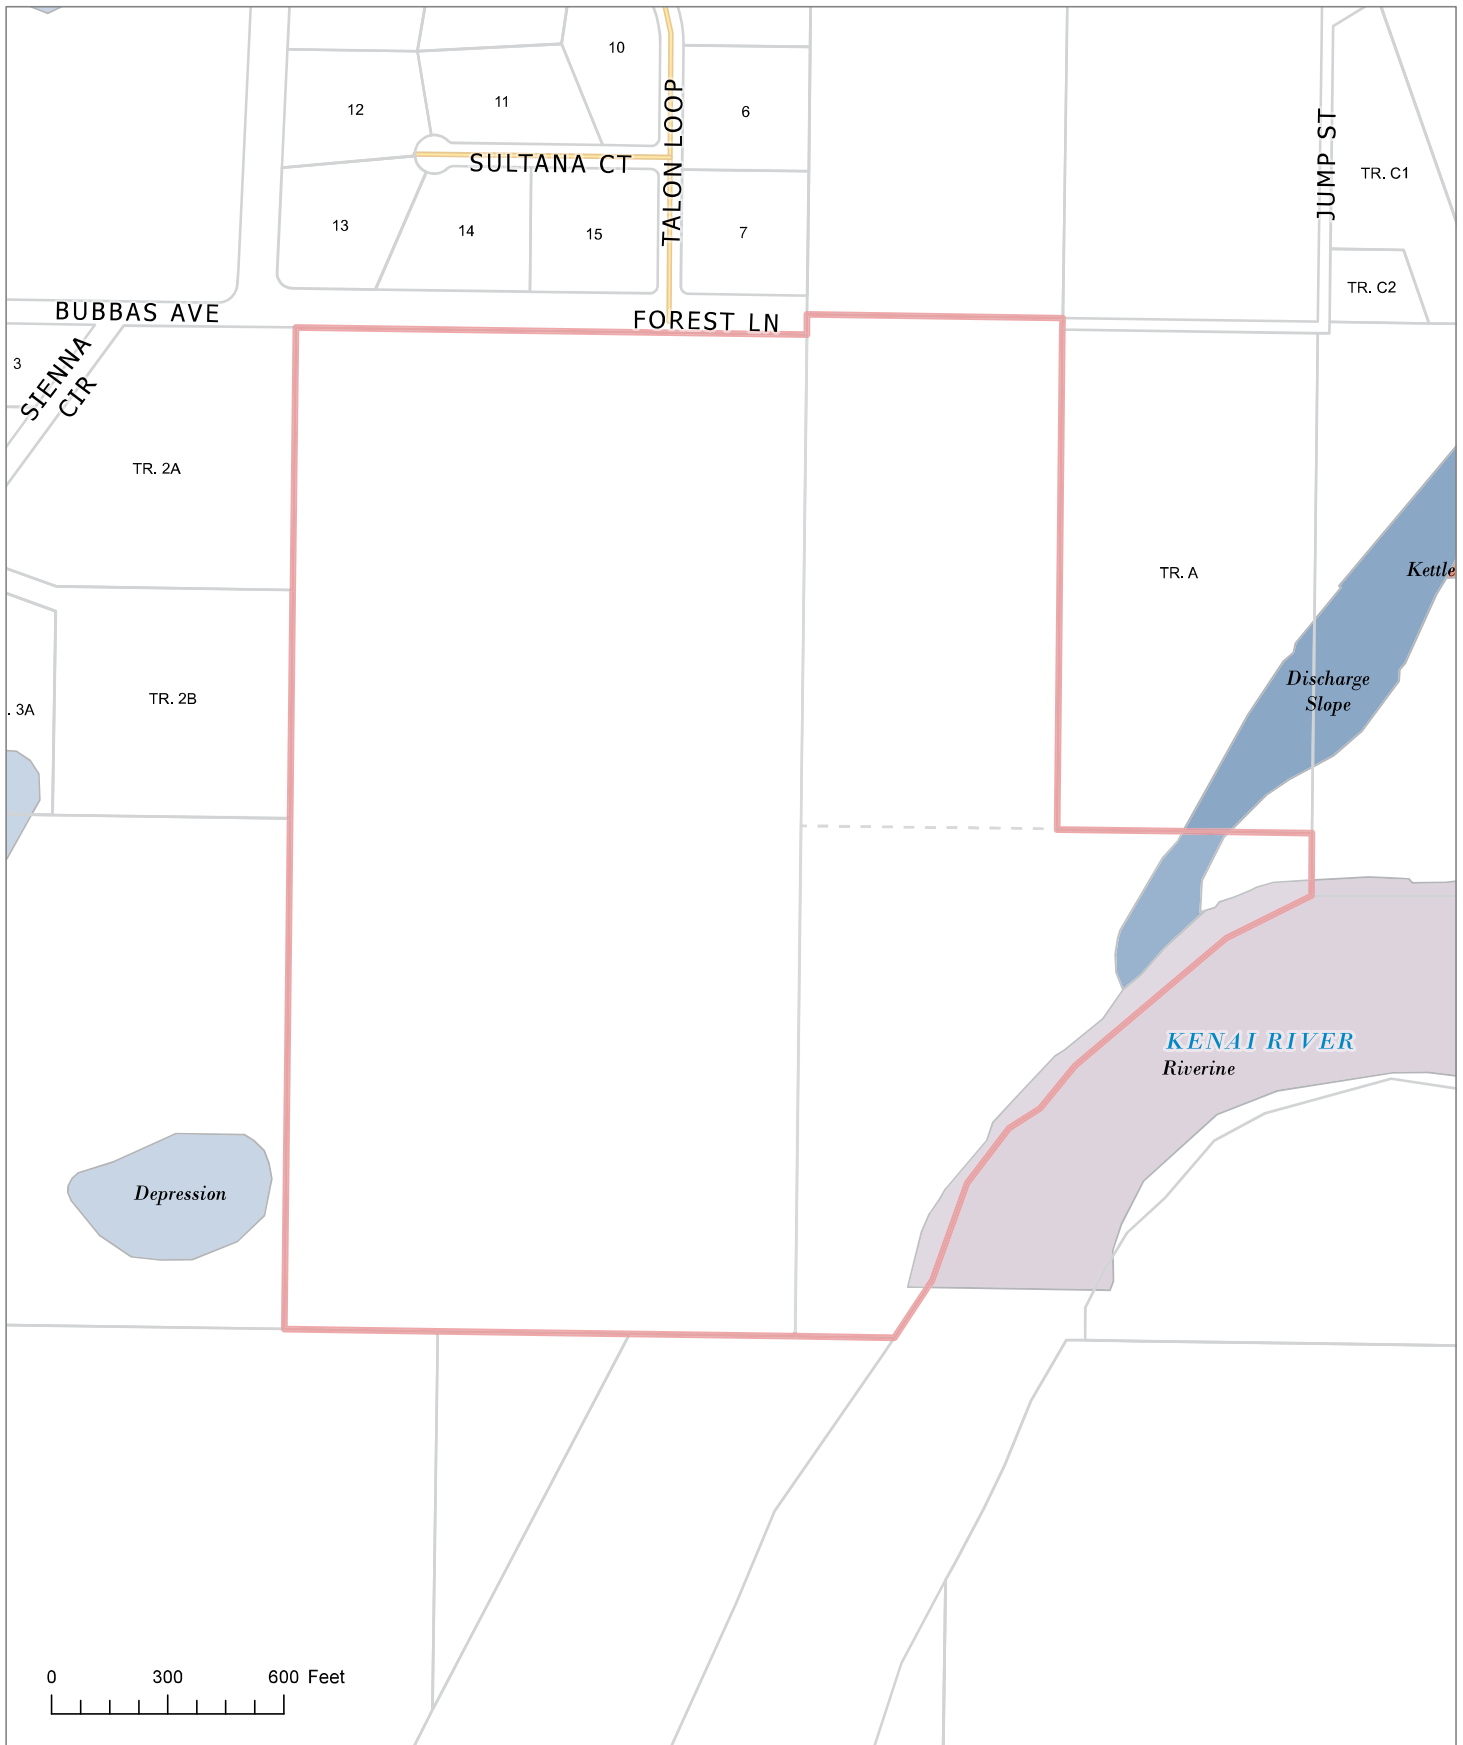 10
12
11
6
SULTANA CT
TALON LOOP
JUMP ST
TR. C1
13
14
15
7
TR. C2
BUBBAS AVE
FOREST LN
3
SIENNA
CIR
TR. 2A
Kettle
TR. A
Discharge
Slope
TR. 2B
. 3A
KENAI RIVER
Riverine
Depression
0 300 600 Feet